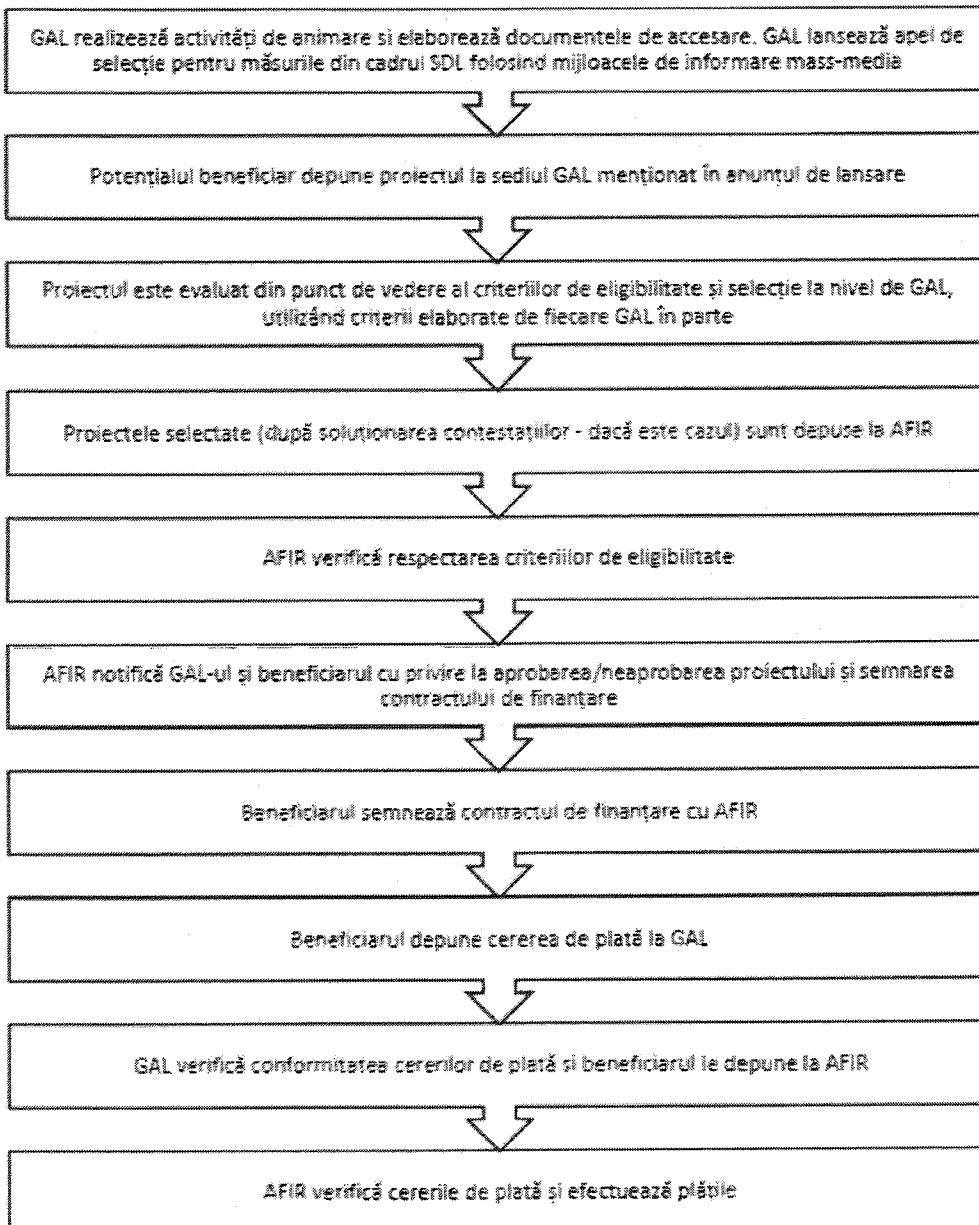 GAL realizează activități de animare si elaborează documentele de accesare. GAL lansează apel de
selecție pentru măsurile din cadrul SDL folosind mijloacele de informare mass-media
Potențialul beneficiar depune proiectul la sediul GAL menționat în anunțul de lansare
Proiectul este evaluat din punct de vedere al criteriilor de eligibilitate și selecție la nivel de GAL,
utilizând criterii elaborate de fiecare GAL în parte
Proiectele selectate (după soluționarea contestațiilor - dacă este cazul) sunt depuse la AFIR
AFIR verifică respectarea criteriilor de eligibilitate
AFIR notifică GAL-ul și beneficiarul cu privire la aprobarea/neaprobarea proiectului și semnarea
contractului de finanțare
Beneficiarul semnează contractul de finanțare cu AFIR
Beneficiarul depune cererea de plată la GAL
GAL verifică conformitatea cererilor de plată și beneficiarul le depune la AFIR
AFIR verifică cererile de plată și efectuează plățile